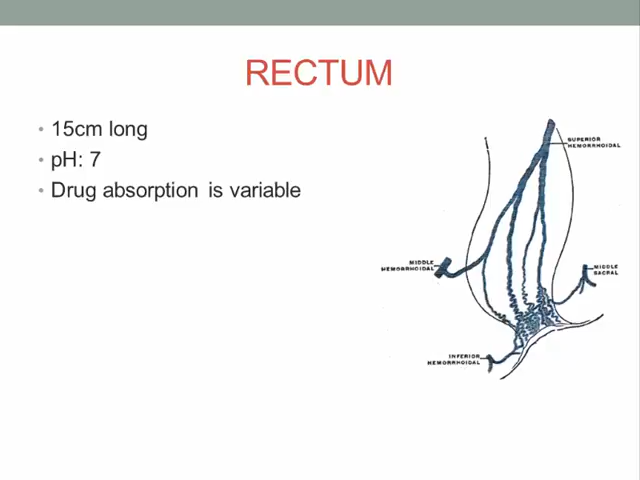 RECTUM
• 15cm long
• pH: 7
• Drug absorption is variable
SUPERIOR
HEMORRHOIDAL
MIDDLE
HEMORRHOIDAL
MIDDLE
SACRAL
INFERIOR
HEMORRHOIDAL